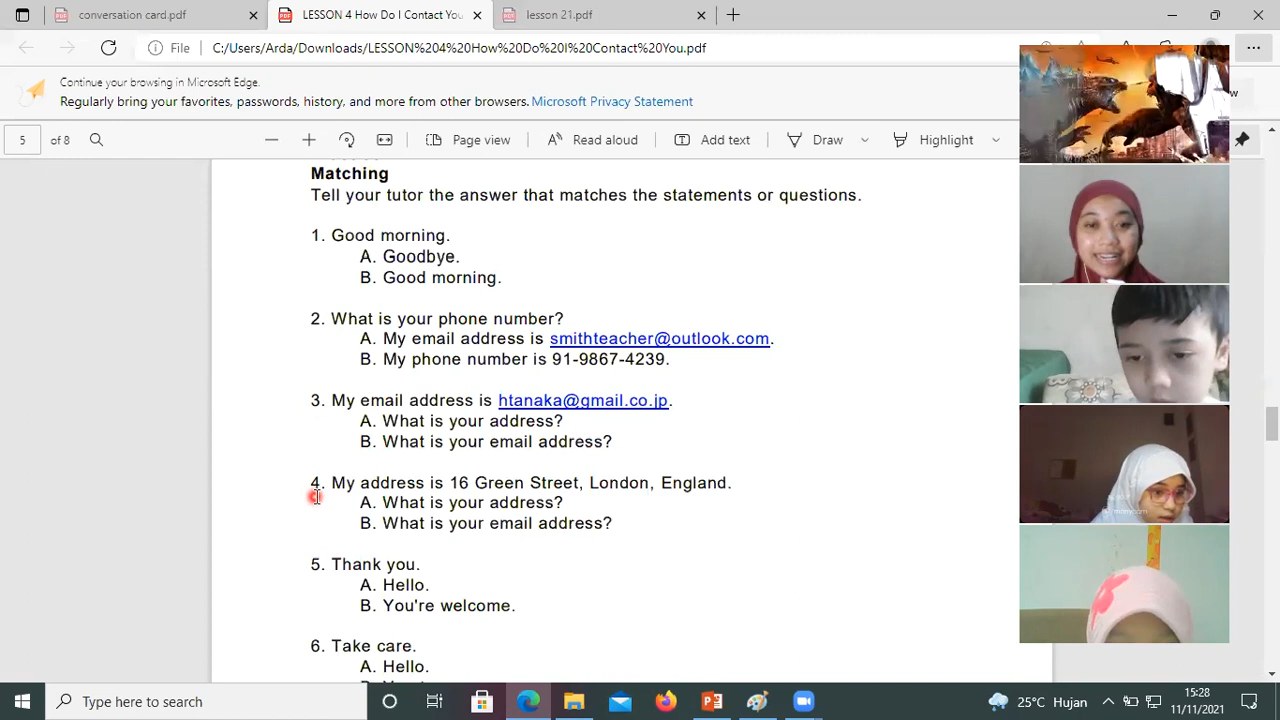 conversation card.pdf
LESSON 4 How Do I Contact You
lesson 21.pdf
File
C:/Users/Arda/Downloads/LESSON%204%20How%20Do%20I%20Contact%20You.pdf
Continue your browsing in Microsoft Edge.
Regularly bring your favorites, passwords, history, and more from other browsers. Microsoft Privacy Statement
5 of 8
Page view
Read aloud
Add text
Draw
Highlight
Matching
Tell your tutor the answer that matches the statements or questions.
1. Good morning.
A. Goodbye.
B. Good morning.
2. What is your phone number?
A. My email address is smithteacher@outlook.com.
B. My phone number is 91-9867-4239.
3. My email address is htanaka@gmail.co.jp.
A. What is your address?
B. What is your email address?
4. My address is 16 Green Street, London, England.
A. What is your address?
B. What is your email address?
5. Thank you.
A. Hello.
B. You're welcome.
6. Take care.
A. Hello.
Type here to search
25°C Hujan
15:28
11/11/2021